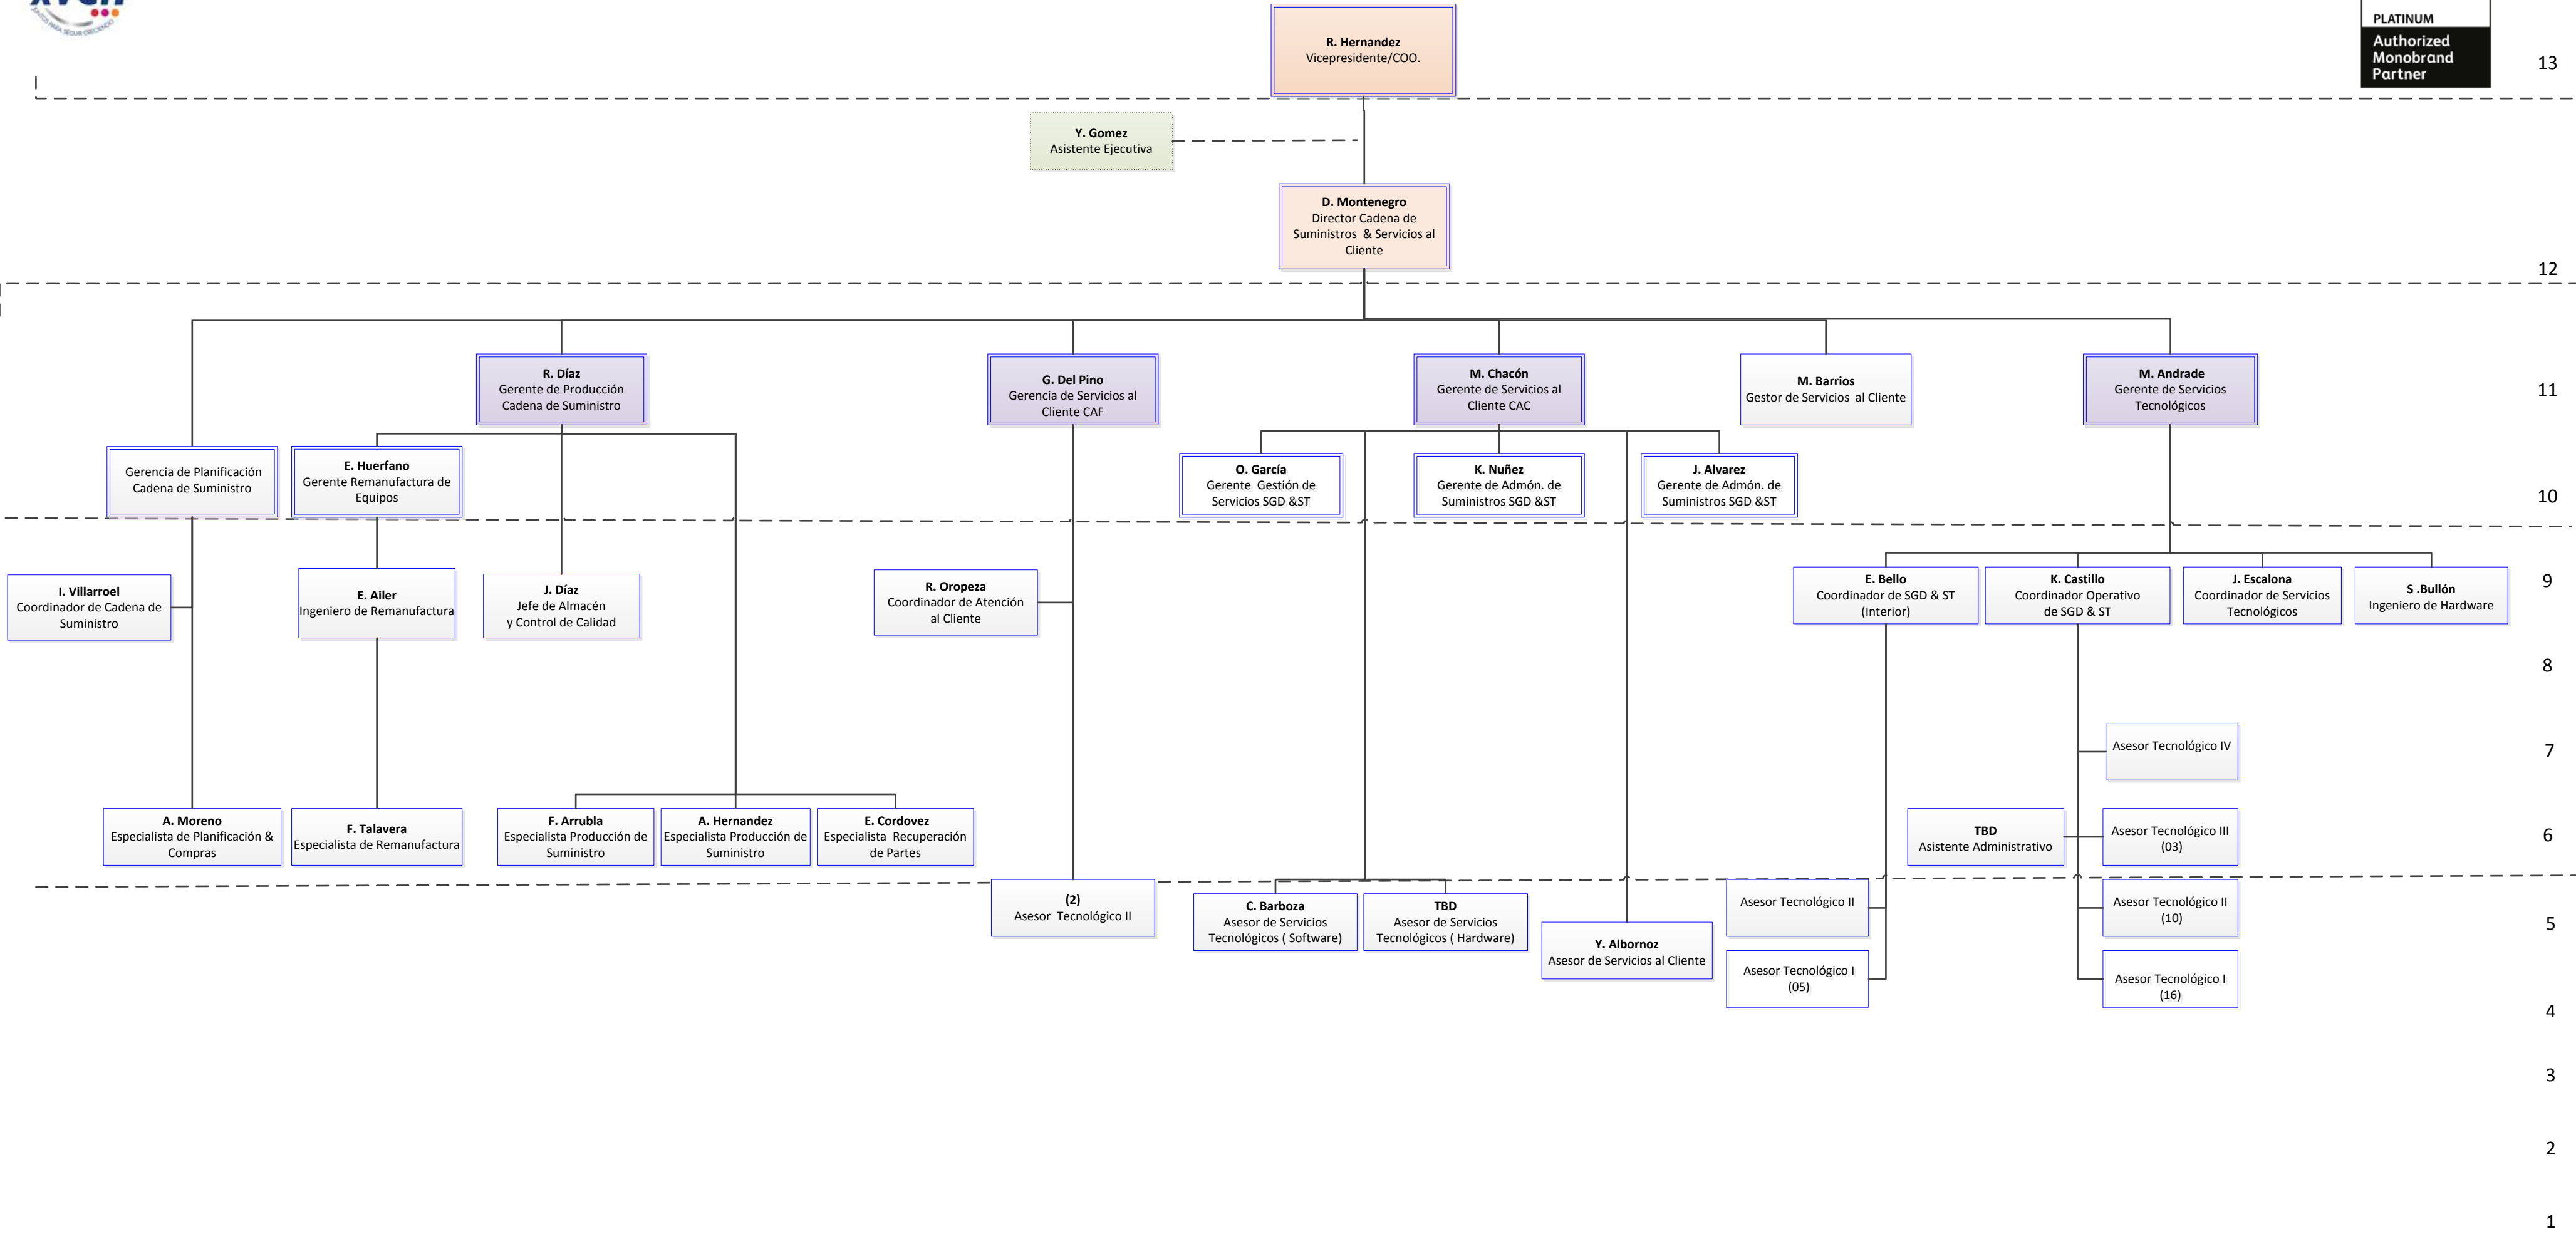 JUNTOS PARA SEGUIR CRECIENDO
PLATINUM
Authorized
Monobrand
Partner
13
R. Hernandez
Vicepresidente/COO.
Y. Gomez
Asistente Ejecutiva
D. Montenegro
Director Cadena de
Suministros & Servicios al
Cliente
12
R. Díaz
Gerente de Producción
Cadena de Suministro
G. Del Pino
Gerencia de Servicios al
Cliente CAF
M. Chacón
Gerente de Servicios al
Cliente CAC
M. Barrios
Gestor de Servicios al Cliente
M. Andrade
Gerente de Servicios
Tecnológicos
11
Gerencia de Planificación
Cadena de Suministro
E. Huerfano
Gerente Remanufactura de
Equipos
O. García
Gerente Gestión de
Servicios SGD &ST
K. Nuñez
Gerente de Admón. de
Suministros SGD &ST
J. Alvarez
Gerente de Admón. de
Suministros SGD &ST
10
I. Villarroel
Coordinador de Cadena de
Suministro
E. Ailer
Ingeniero de Remanufactura
J. Díaz
Jefe de Almacén
y Control de Calidad
R. Oropeza
Coordinador de Atención
al Cliente
E. Bello
Coordinador de SGD & ST
(Interior)
K. Castillo
Coordinador Operativo
de SGD & ST
J. Escalona
Coordinador de Servicios
Tecnológicos
S .Bullón
Ingeniero de Hardware
9
8
Asesor Tecnológico IV
7
A. Moreno
Especialista de Planificación &
Compras
F. Talavera
Especialista de Remanufactura
F. Arrubla
Especialista Producción de
Suministro
A. Hernandez
Especialista Producción de
Suministro
E. Cordovez
Especialista Recuperación
de Partes
TBD
Asistente Administrativo
Asesor Tecnológico III
(03)
6
(2)
Asesor Tecnológico II
C. Barboza
Asesor de Servicios
Tecnológicos ( Software)
TBD
Asesor de Servicios
Tecnológicos ( Hardware)
Y. Albornoz
Asesor de Servicios al Cliente
Asesor Tecnológico II
Asesor Tecnológico II
(10)
5
Asesor Tecnológico I
(05)
Asesor Tecnológico I
(16)
4
3
2
1